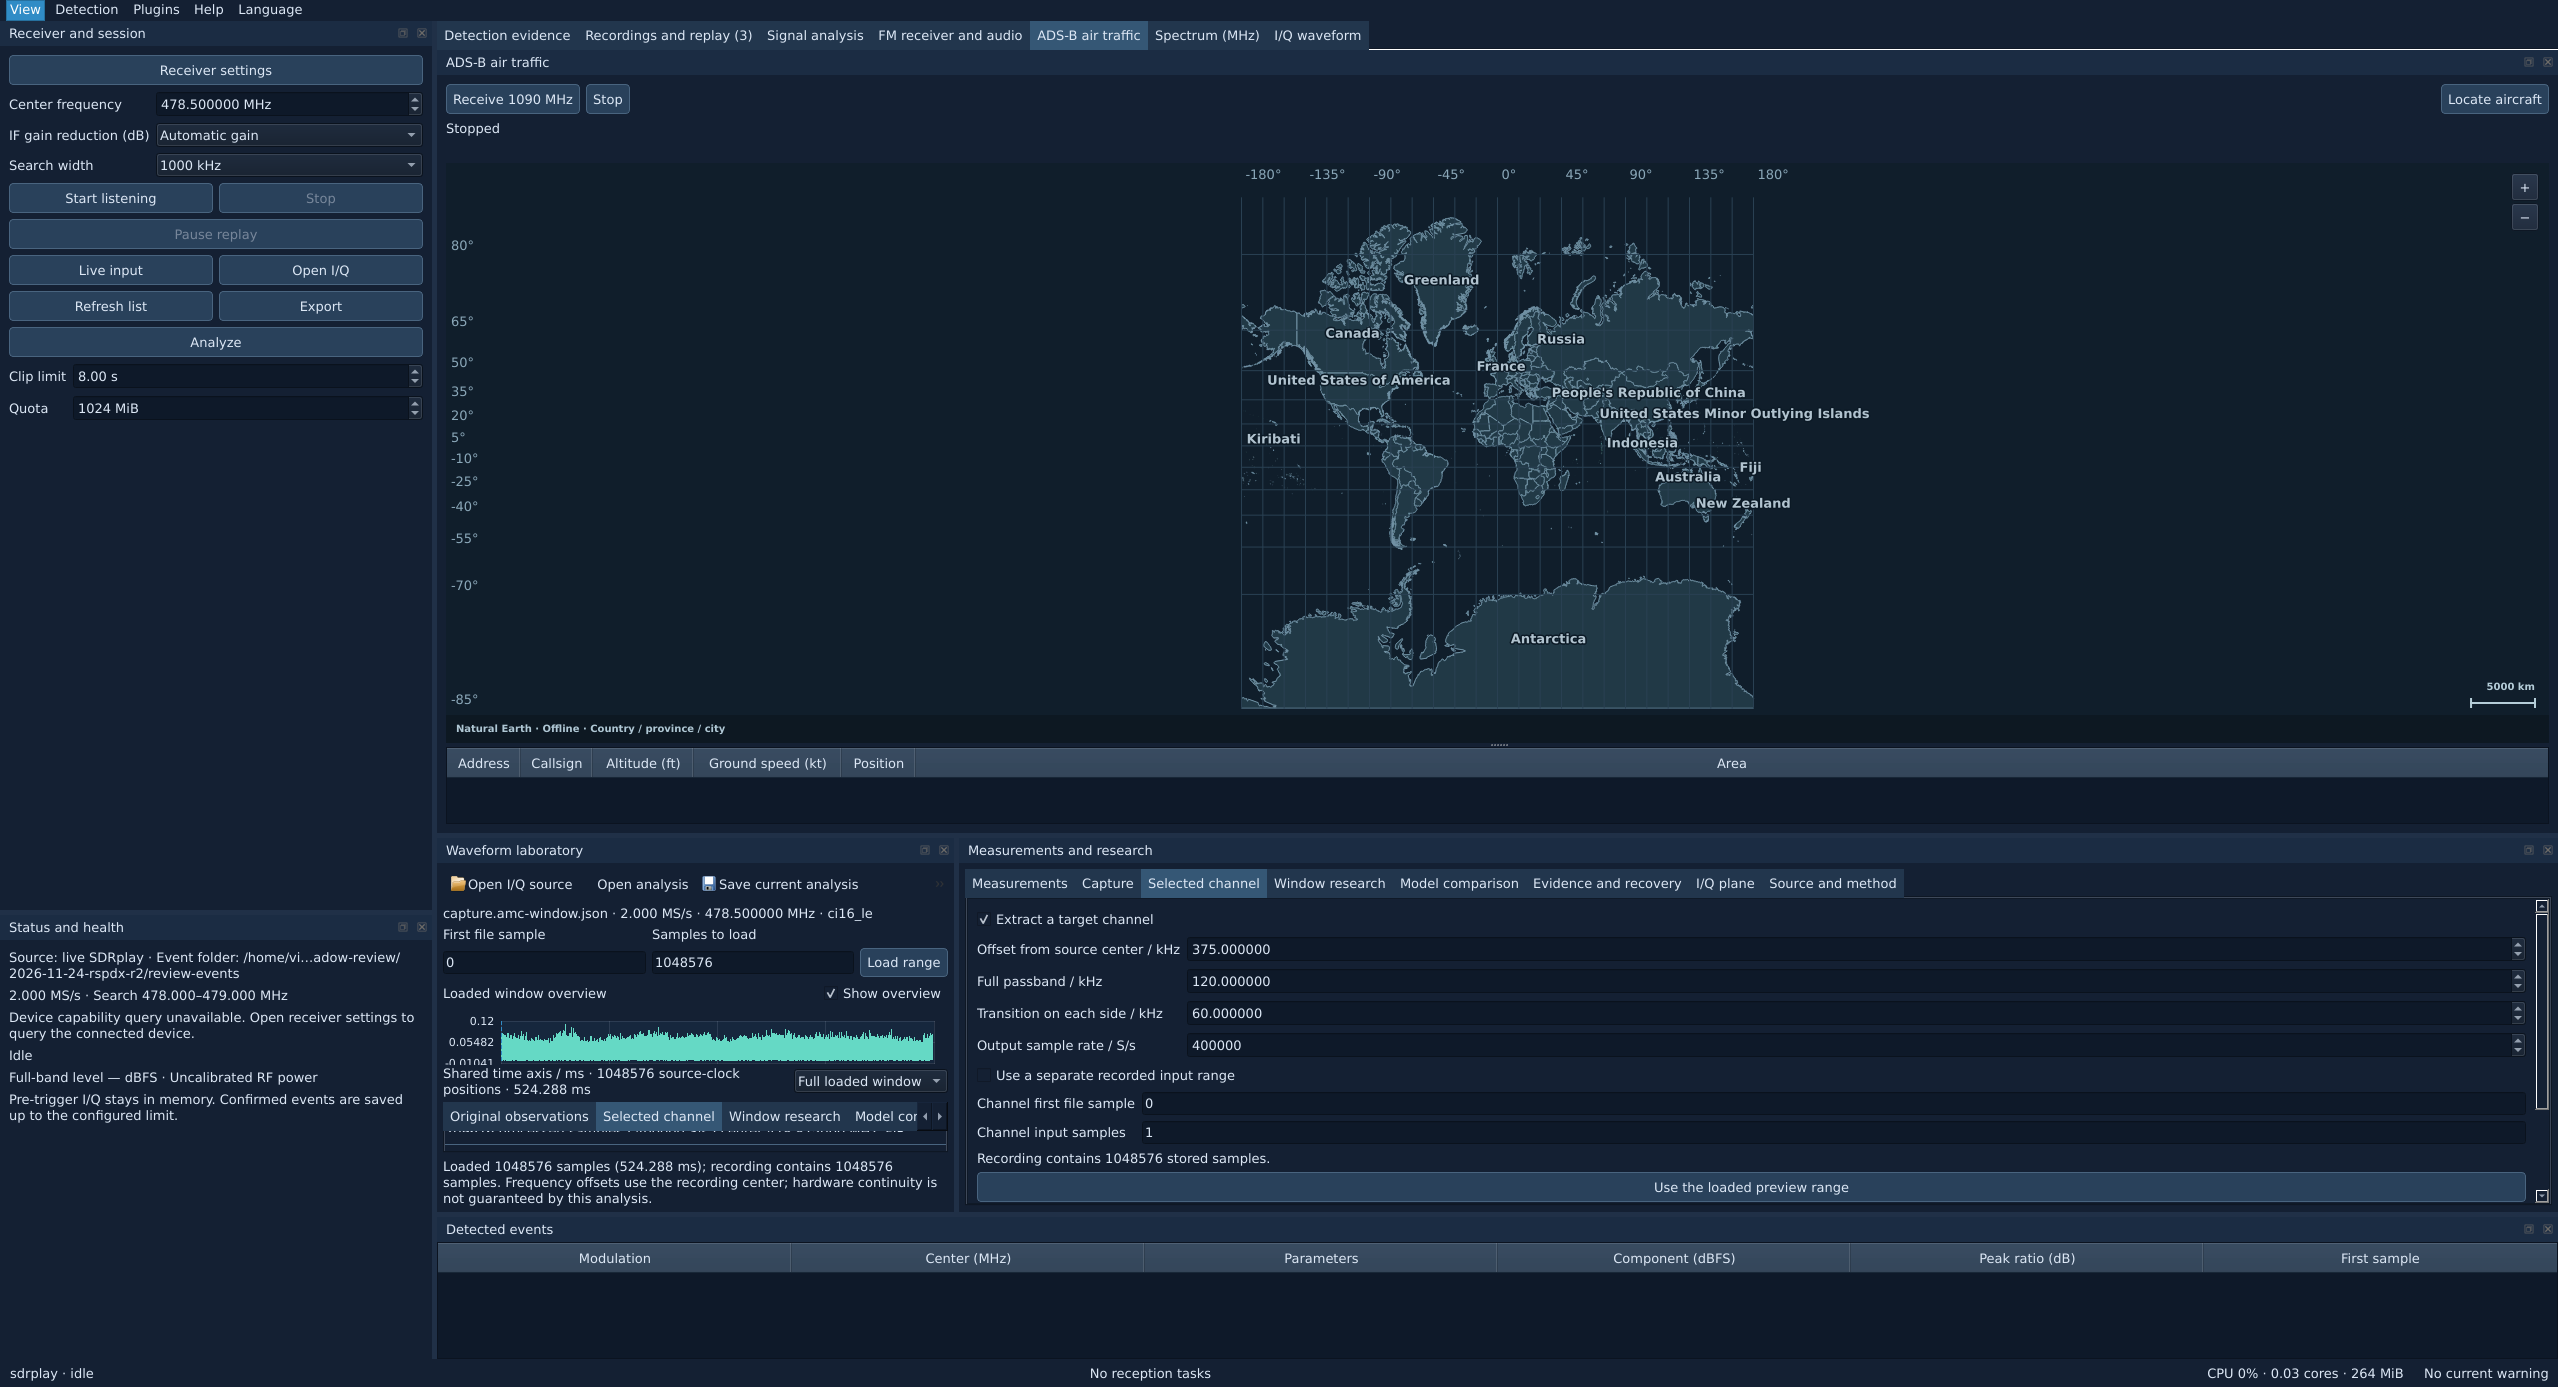 View Detection Plugins Help Language
Receiver and session
Receiver settings
Center frequency 478.500000 MHz
IF gain reduction (dB) Automatic gain
Search width 1000 kHz
Start listening Stop
Pause replay
Live input Open I/Q
Refresh list Export
Analyze
Clip limit 8.00 s
Quota 1024 MiB
Status and health
Source: live SDRplay · Event folder: /home/vi...adow-review/
2026-11-24-rspdx-r2/review-events
2.000 MS/s · Search 478.000–479.000 MHz
Device capability query unavailable. Open receiver settings to
query the connected device.
Idle
Full-band level — dBFS · Uncalibrated RF power
Pre-trigger I/Q stays in memory. Confirmed events are saved
up to the configured limit.
Detection evidence Recordings and replay (3) Signal analysis FM receiver and audio ADS-B air traffic Spectrum (MHz) I/Q waveform
ADS-B air traffic
Receive 1090 MHz Stop Locate aircraft
Stopped
-180° -135° -90° -45° 0° 45° 90° 135° 180°
+
−
80°
65°
50°
35°
20°
5°
-10°
-25°
-40°
-55°
-70°
-85°
Greenland
Canada
Russia
France
United States of America
People's Republic of China
United States Minor Outlying Islands
Kiribati
Indonesia
Fiji
Australia
New Zealand
Antarctica
5000 km
Natural Earth · Offline · Country / province / city
Address Callsign Altitude (ft) Ground speed (kt) Position Area
Waveform laboratory
Open I/Q source Open analysis Save current analysis
capture.amc-window.json · 2.000 MS/s · 478.500000 MHz · ci16_le
First file sample Samples to load
0 1048576 Load range
Loaded window overview Show overview
0.12
0.05482
-0.01041
Shared time axis / ms · 1048576 source-clock
positions · 524.288 ms
Full loaded window
Original observations Selected channel Window research Model cor
Loaded 1048576 samples (524.288 ms); recording contains 1048576
samples. Frequency offsets use the recording center; hardware continuity is
not guaranteed by this analysis.
Measurements and research
Measurements Capture Selected channel Window research Model comparison Evidence and recovery I/Q plane Source and method
Extract a target channel
Offset from source center / kHz 375.000000
Full passband / kHz 120.000000
Transition on each side / kHz 60.000000
Output sample rate / S/s 400000
Use a separate recorded input range
Channel first file sample 0
Channel input samples 1
Recording contains 1048576 stored samples.
Use the loaded preview range
Detected events
Modulation Center (MHz) Parameters Component (dBFS) Peak ratio (dB) First sample
sdrplay · idle No reception tasks CPU 0% · 0.03 cores · 264 MiB No current warning